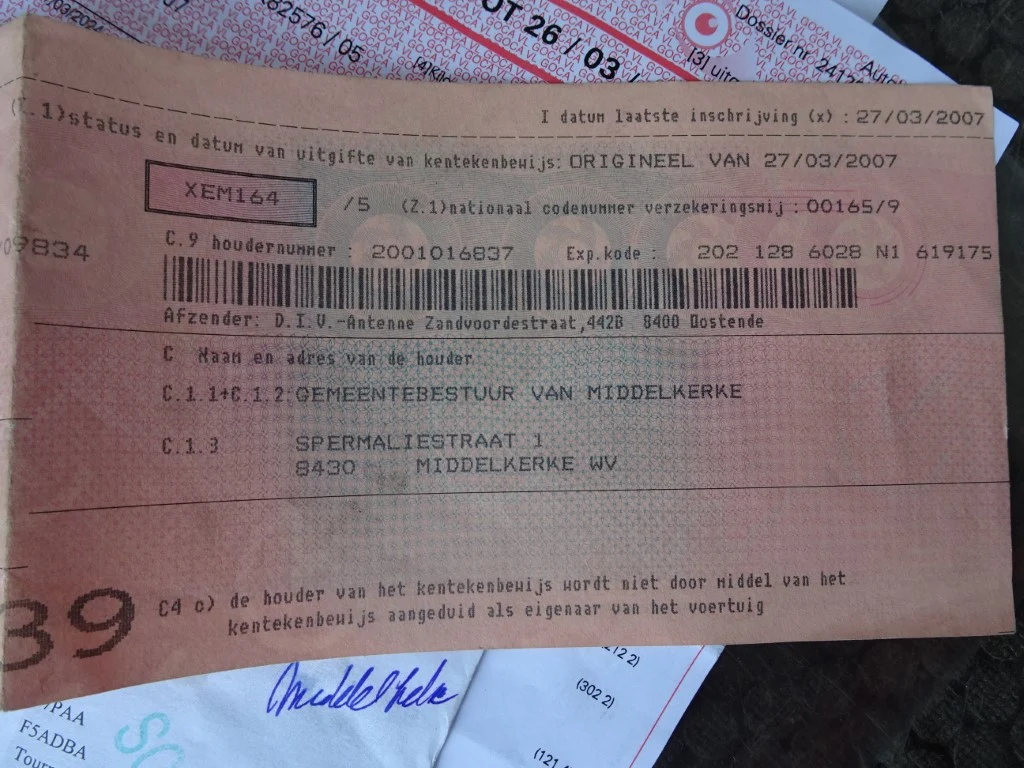 OT 26 / 03 /
Dossier nr. 2412
82576 / 05
I datum laatste inschrijving (x) : 27/03/2007
(C.1)status en datum van uitgifte van kentekenbewijs: ORIGINEEL VAN 27/03/2007
XEM164 /5 (Z.1)nationaal codenummer verzekeringsmij : 00165/9
09834
C.9 houdernummer : 2001016837 Exp.kode : 202 128 6028 N1 619175
Afzender: D.I.V.-Antenne Zandvoordestraat,442B 8400 Oostende
C Naam en adres van de houder
C.1.1+C.1.2:GEMEENTEBESTUUR VAN MIDDELKERKE
C.1.3 SPERMALIESTRAAT 1
8430 MIDDELKERKE WV
39
C4 c) de houder van het kentekenbewijs wordt niet door middel van het
kentekenbewijs aangeduid als eigenaar van het voertuig
(302 2)
F5ADBA